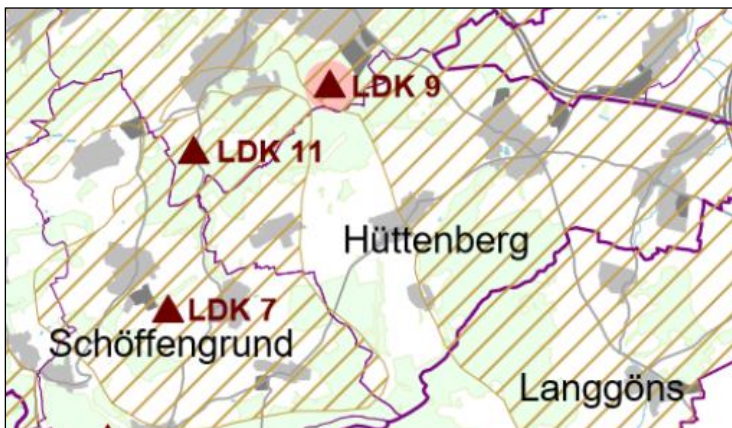 LDK 9
LDK 11
Hüttenberg
LDK 7
Schöffengrund
Langgöns